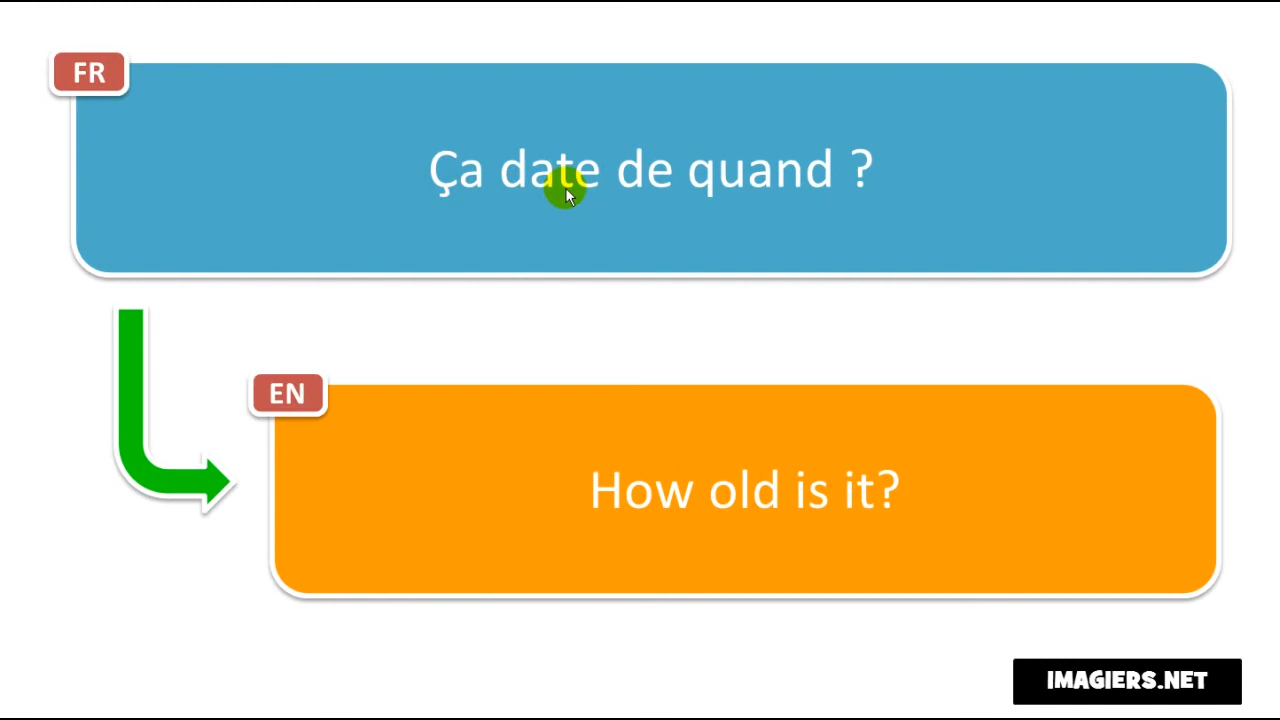 FR
Ça date de quand ?
EN
How old is it?
IMAGIERS.NET